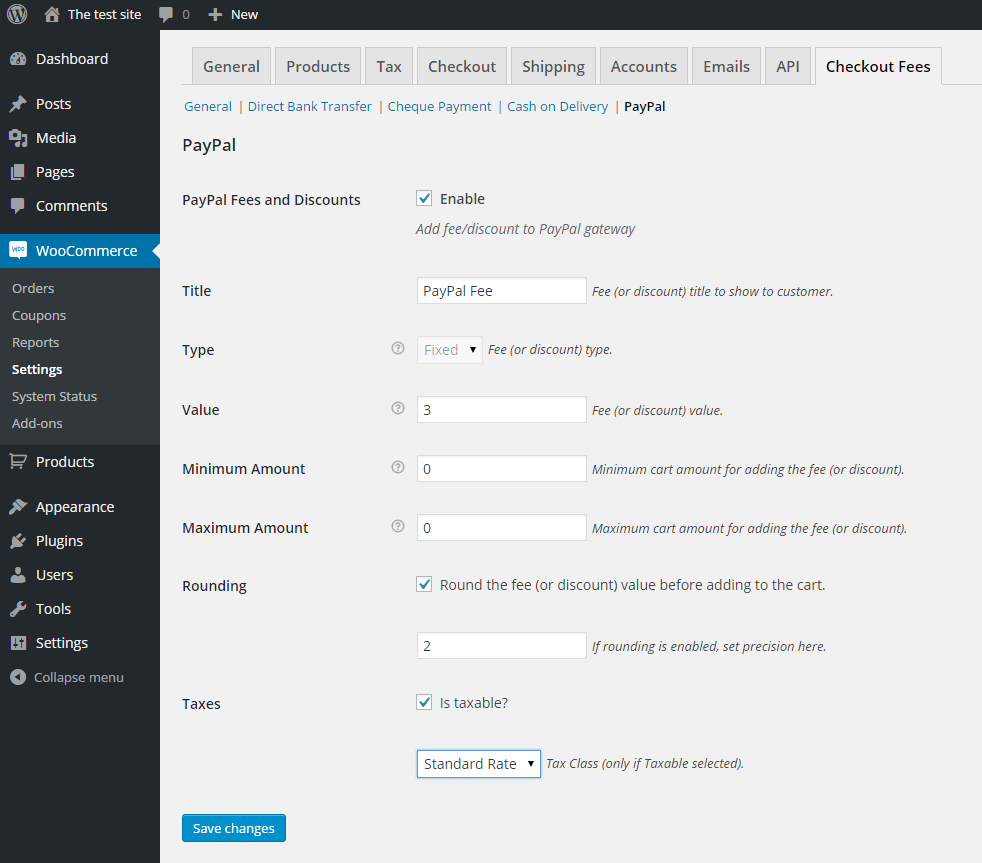 The test site 0 New
Dashboard
Posts
Media
Pages
Comments
WOO WooCommerce
Orders
Coupons
Reports
Settings
System Status
Add-ons
Products
Appearance
Plugins
Users
Tools
Settings
Collapse menu
General Products Tax Checkout Shipping Accounts Emails API Checkout Fees
General | Direct Bank Transfer | Cheque Payment | Cash on Delivery | PayPal
PayPal
PayPal Fees and Discounts Enable
Add fee/discount to PayPal gateway
Title PayPal Fee Fee (or discount) title to show to customer.
Type ? Fixed Fee (or discount) type.
Value ? 3 Fee (or discount) value.
Minimum Amount ? 0 Minimum cart amount for adding the fee (or discount).
Maximum Amount ? 0 Maximum cart amount for adding the fee (or discount).
Rounding Round the fee (or discount) value before adding to the cart.
2 If rounding is enabled, set precision here.
Taxes Is taxable?
Standard Rate Tax Class (only if Taxable selected).
Save changes